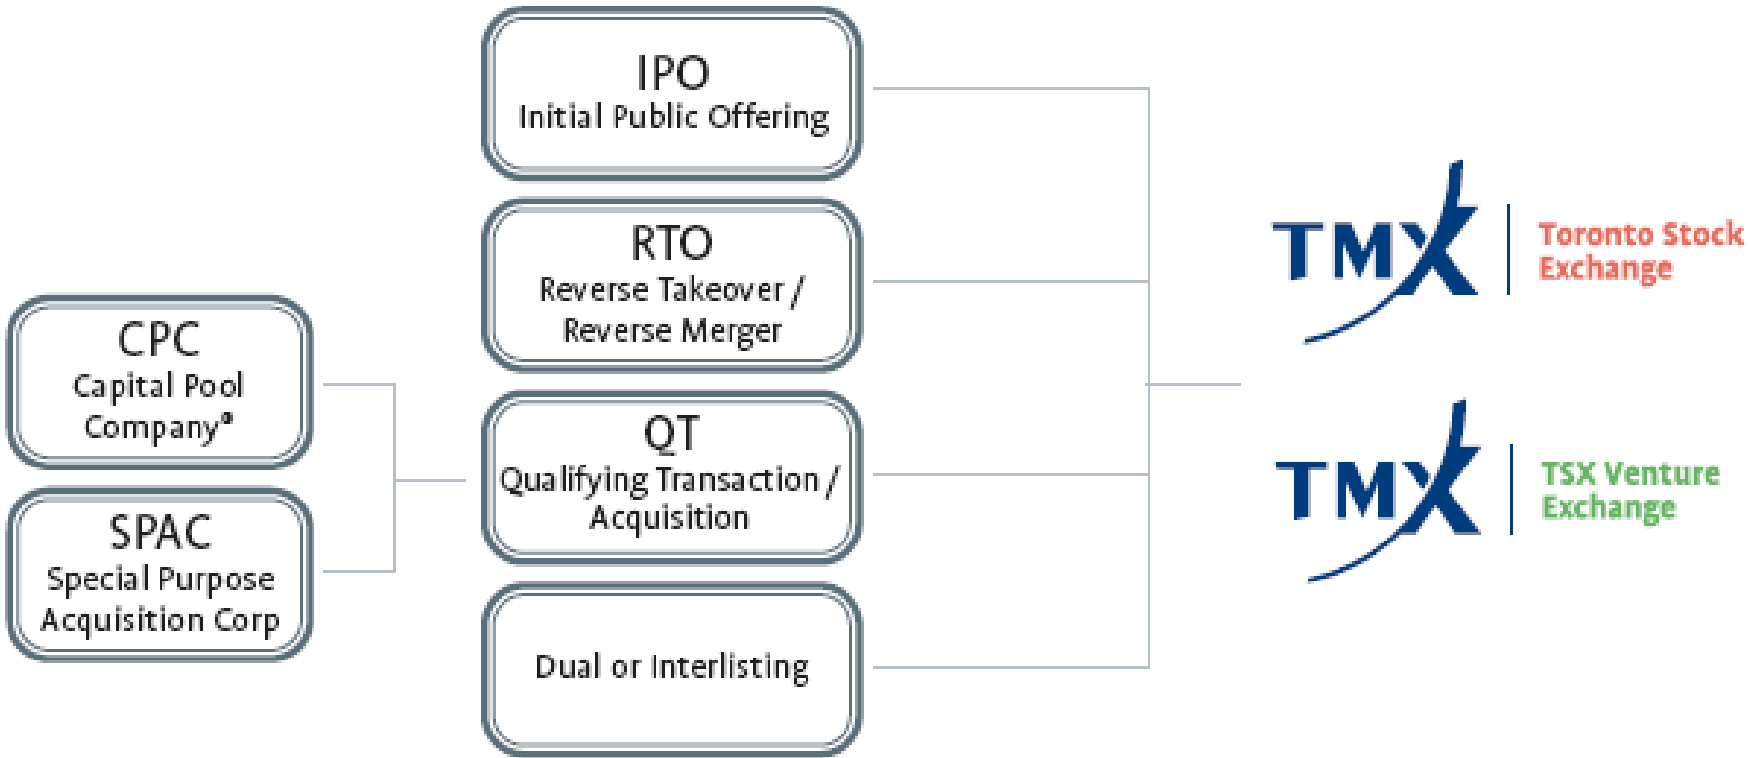 IPO
Initial Public Offering
RTO
Reverse Takeover /
Reverse Merger
CPC
Capital Pool
Company®
QT
Qualifying Transaction /
Acquisition
SPAC
Special Purpose
Acquisition Corp
Dual or Interlisting
TMX
Toronto Stock
Exchange
TMX
TSX Venture
Exchange